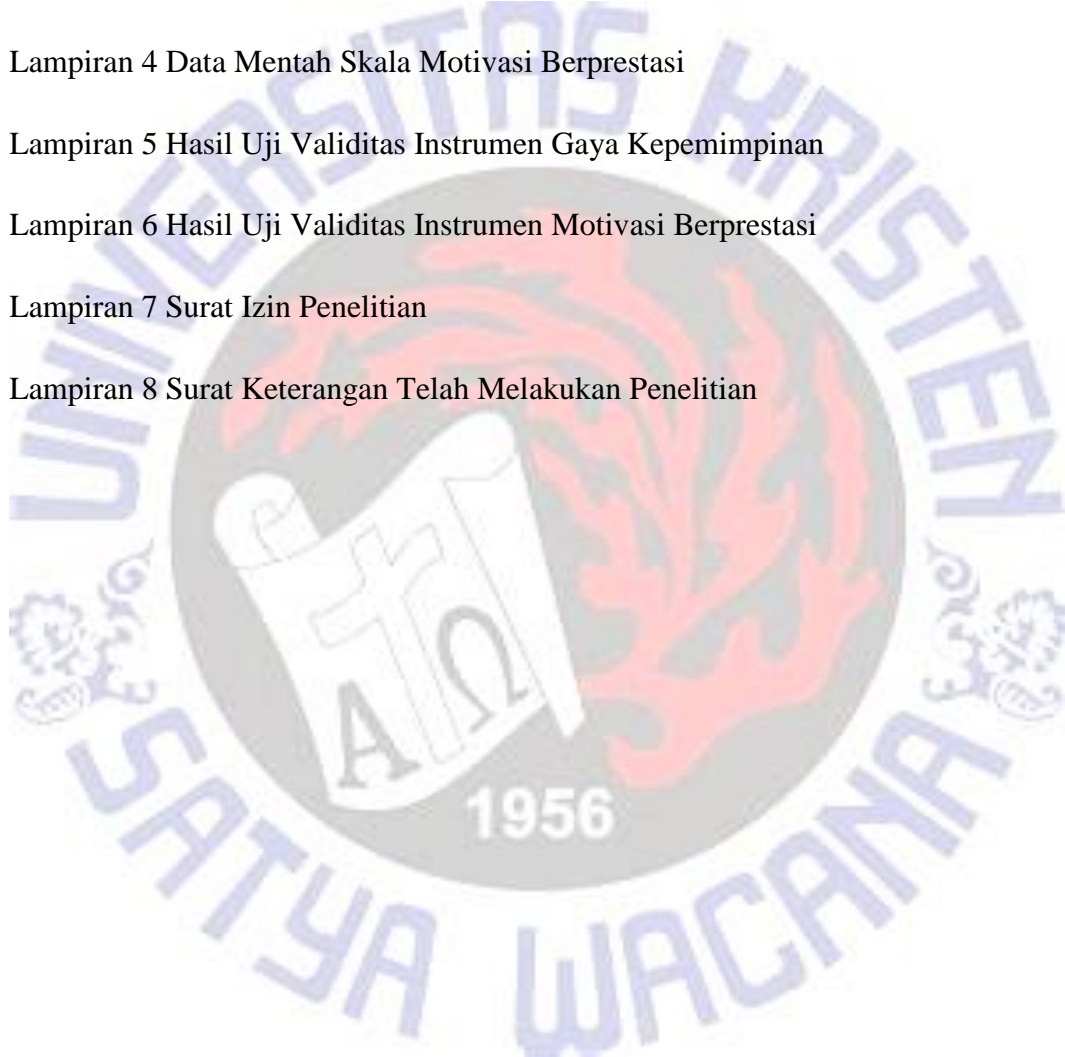 Lampiran 4 Data Mentah Skala Motivasi Berprestasi
Lampiran 5 Hasil Uji Validitas Instrumen Gaya Kepemimpinan
Lampiran 6 Hasil Uji Validitas Instrumen Motivasi Berprestasi
Lampiran 7 Surat Izin Penelitian
Lampiran 8 Surat Keterangan Telah Melakukan Penelitian
UNIVERSITAS KRISTEN
Α Ω
1956
SATYA WACANA